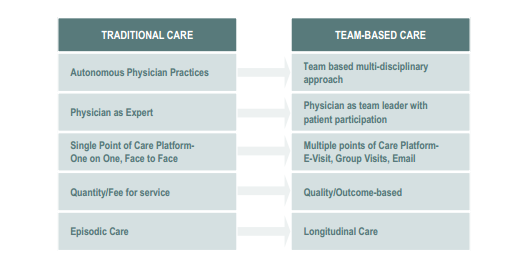 TRADITIONAL CARE
TEAM-BASED CARE
Autonomous Physician Practices
Team based multi-disciplinary
approach
Physician as Expert
Physician as team leader with
patient participation
Single Point of Care Platform-
One on One, Face to Face
Multiple points of Care Platform-
E-Visit, Group Visits, Email
Quantity/Fee for service
Quality/Outcome-based
Episodic Care
Longitudinal Care